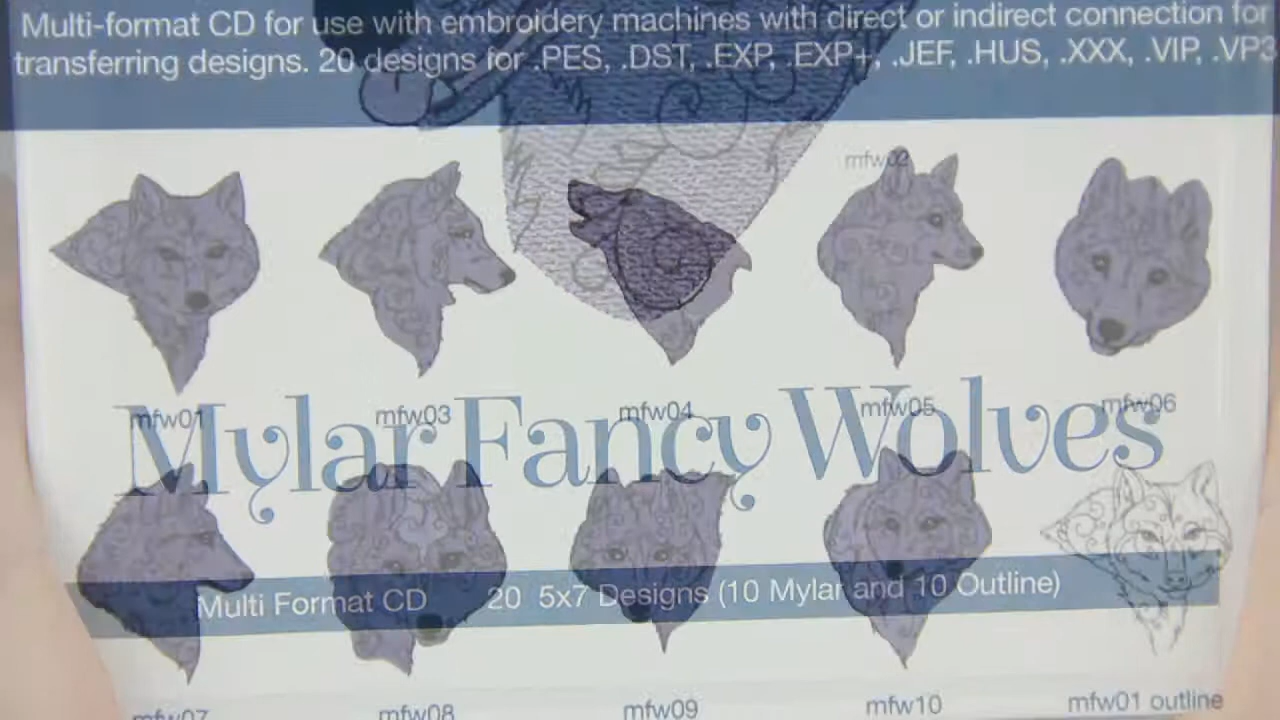 Multi-format CD for use with embroidery machines with direct or indirect connection for
transferring designs. 20 designs for .PES, .DST, .EXP, .EXP+, .JEF, .HUS, .XXX, .VIP, .VP3
mfw02
mfw01 mfw03 mfw04 mfw05 mfw06
Mylar Fancy Wolves
Multi Format CD 20 5x7 Designs (10 Mylar and 10 Outline)
mfw07 mfw08 mfw09 mfw10 mfw01 outline